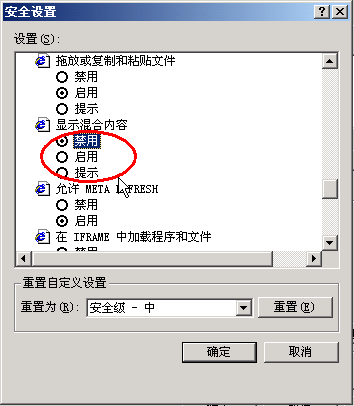 安全设置
设置(S):
拖放或复制和粘贴文件
禁用
启用
提示
显示混合内容
禁用
启用
提示
允许 META REFRESH
禁用
启用
在 IFRAME 中加载程序和文件
禁用
重置自定义设置
重置为(R): 安全级 - 中 重置(E)
确定 取消